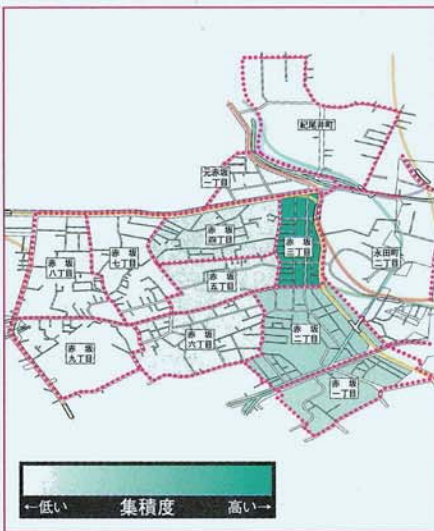 紀尾井町
元赤坂
一丁目
赤坂
四丁目
赤坂
三丁目
永田町
二丁目
赤坂
八丁目
赤坂
七丁目
赤坂
五丁目
赤坂
九丁目
赤坂
六丁目
赤坂
二丁目
赤坂
一丁目
←低い 集積度 高い→